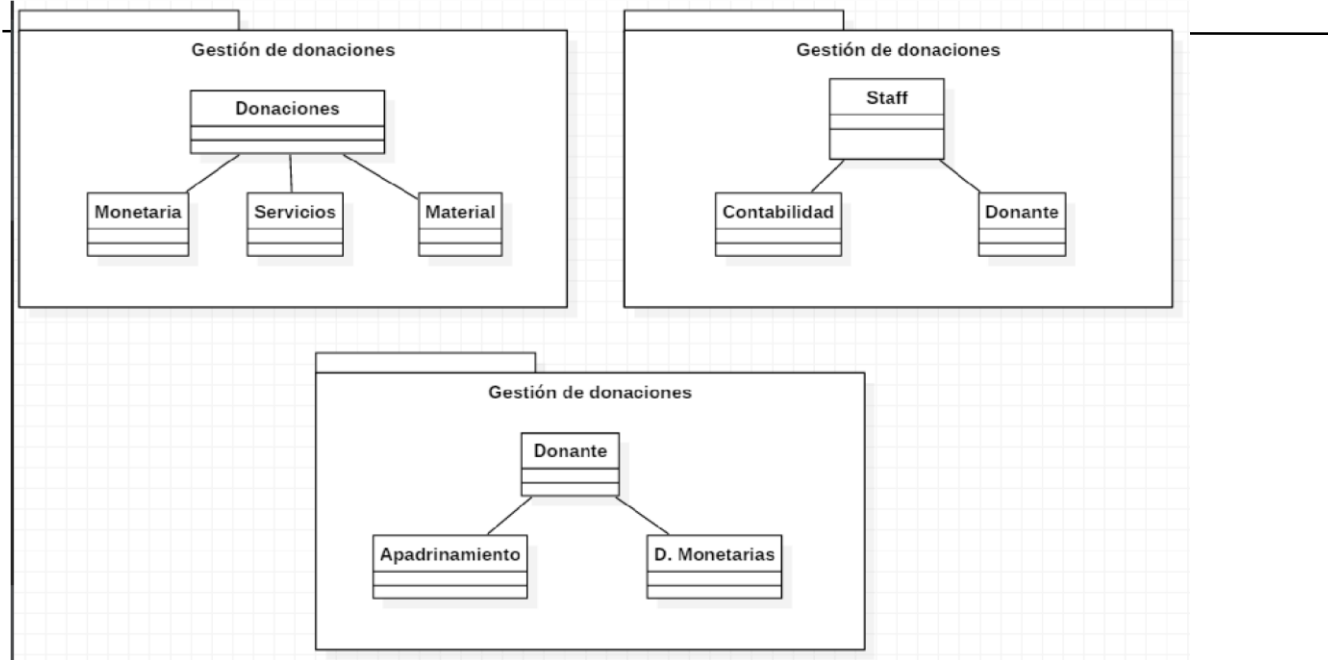 Gestión de donaciones
Donaciones
Monetaria
Servicios
Material
Gestión de donaciones
Staff
Contabilidad
Donante
Gestión de donaciones
Donante
Apadrinamiento
D. Monetarias